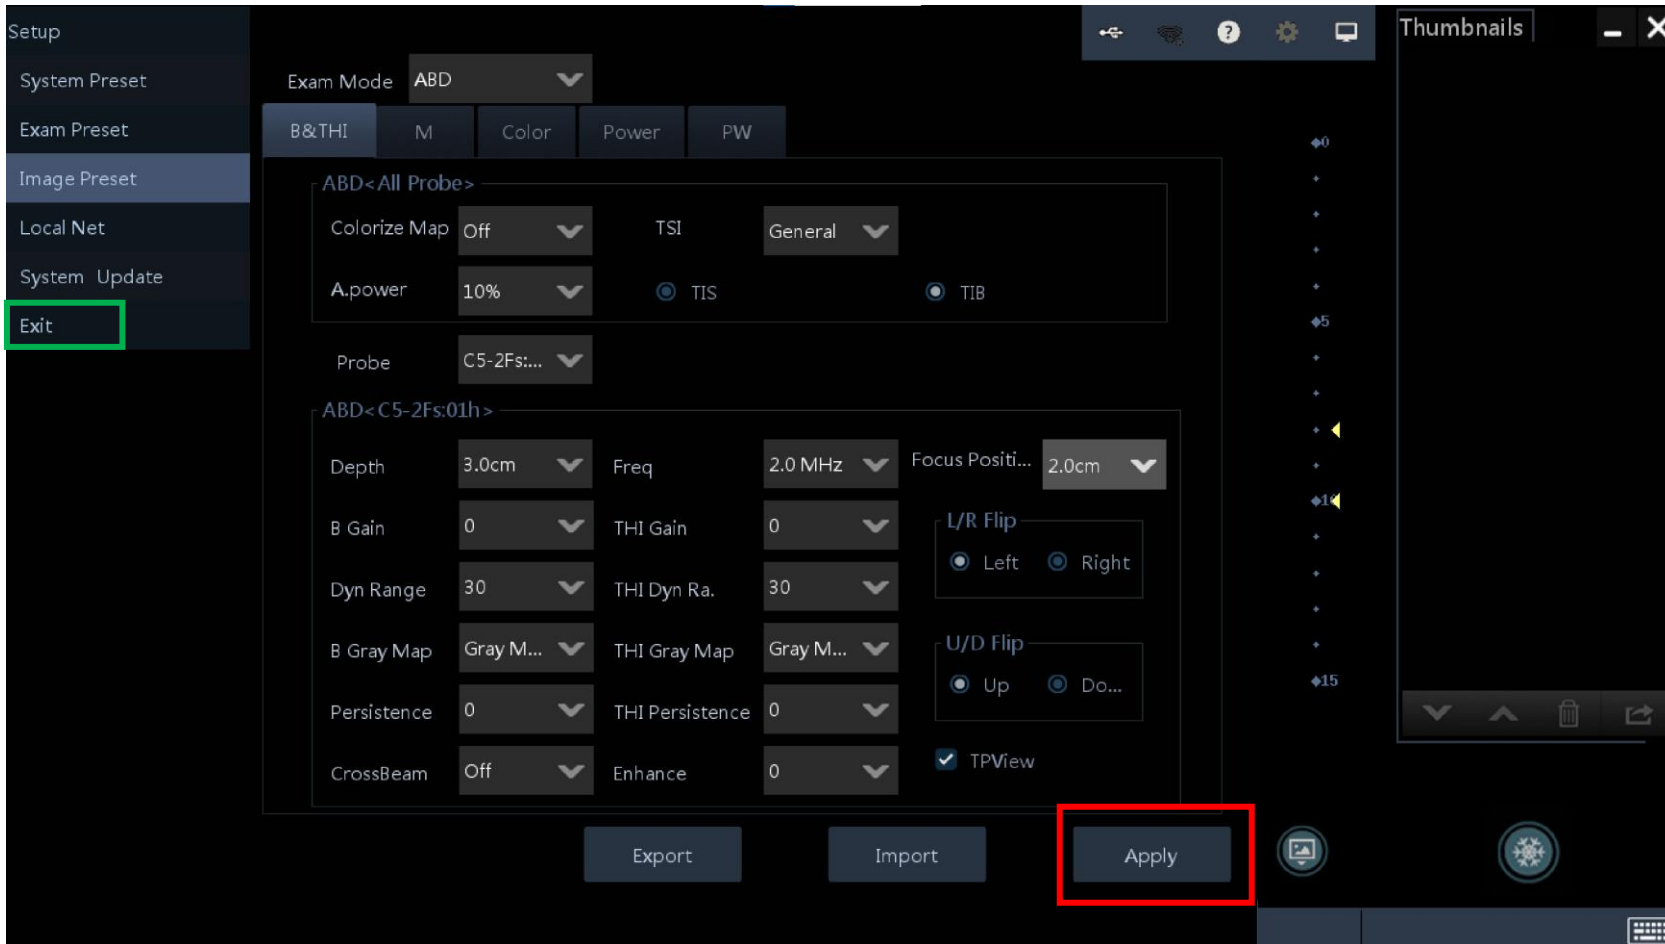 Setup
System Preset
Exam Preset
Image Preset
Local Net
System Update
Exit
Exam Mode ABD
B&THI M Color Power PW
ABD<All Probe>
Colorize Map Off TSI General
A.power 10% TIS TIB
Probe C5-2Fs:...
ABD<C5-2Fs:01h>
Depth 3.0cm Freq 2.0 MHz Focus Positi... 2.0cm
B Gain 0 THI Gain 0
L/R Flip
Left Right
Dyn Range 30 THI Dyn Ra. 30
B Gray Map Gray M... THI Gray Map Gray M...
U/D Flip
Up Do...
Persistence 0 THI Persistence 0
CrossBeam Off Enhance 0
TPView
Export Import Apply
0
5
10
15
Thumbnails